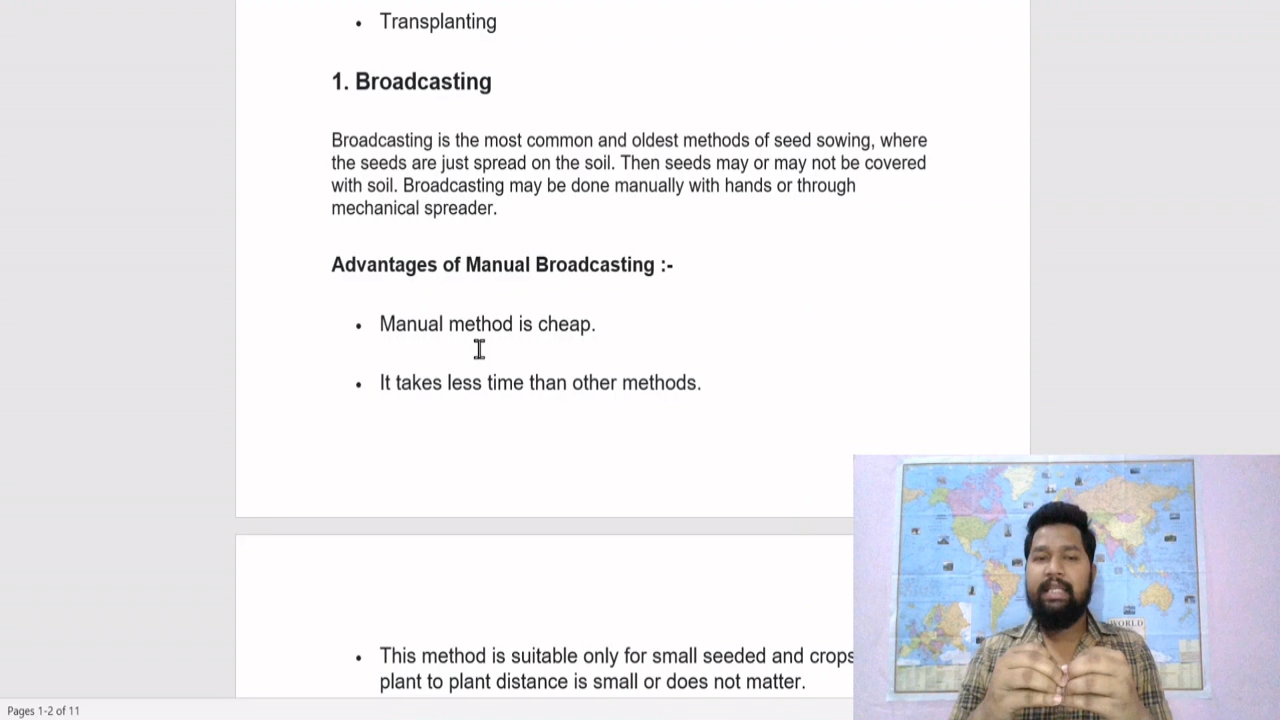 • Transplanting
1. Broadcasting
Broadcasting is the most common and oldest methods of seed sowing, where
the seeds are just spread on the soil. Then seeds may or may not be covered
with soil. Broadcasting may be done manually with hands or through
mechanical spreader.
Advantages of Manual Broadcasting :-
• Manual method is cheap.
• It takes less time than other methods.
• This method is suitable only for small seeded and crops
plant to plant distance is small or does not matter.
WORLD
Pages 1-2 of 11